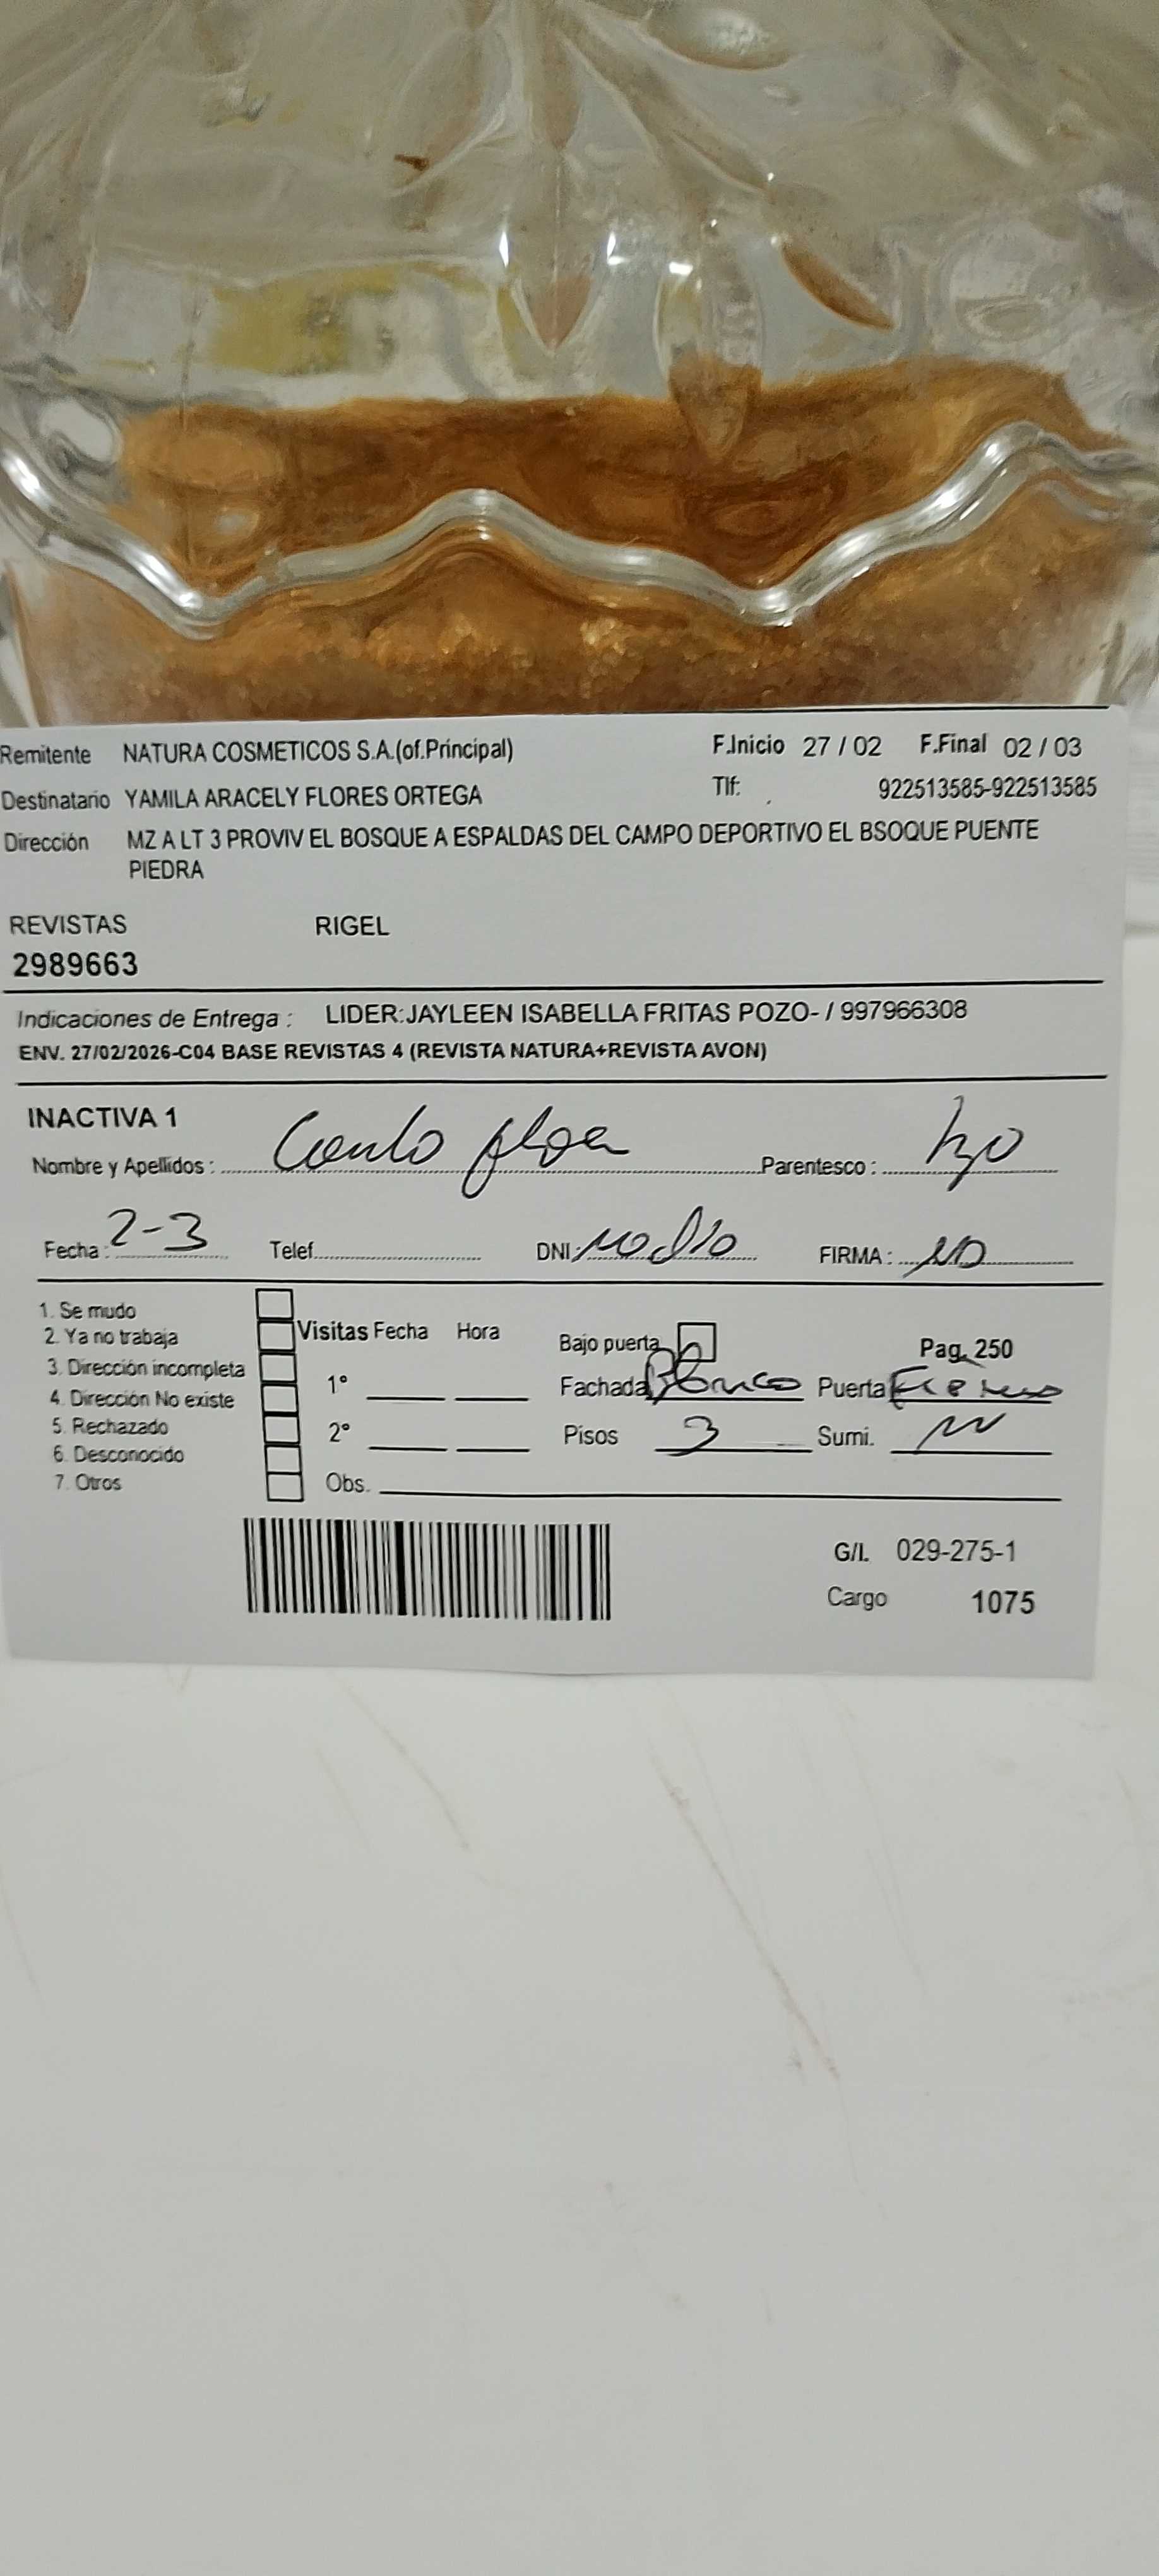 Remitente NATURA COSMETICOS S.A.(of.Principal) F.Inicio 27 / 02 F.Final 02 / 03
Destinatario YAMILA ARACELY FLORES ORTEGA Tlf: 922513585-922513585
Dirección MZ A LT 3 PROVIV EL BOSQUE A ESPALDAS DEL CAMPO DEPORTIVO EL BSOQUE PUENTE
PIEDRA
REVISTAS RIGEL
2989663
Indicaciones de Entrega : LIDER:JAYLEEN ISABELLA FRITAS POZO- / 997966308
ENV. 27/02/2026-C04 BASE REVISTAS 4 (REVISTA NATURA+REVISTA AVON)
INACTIVA 1
Nombre y Apellidos : Parentesco :
Fecha : 2-3 Telef. DNI: no dio FIRMA : NO
1. Se mudo
2. Ya no trabaja Visitas Fecha Hora Bajo puerta Pag. 250
3. Dirección incompleta 1° Fachada Blanco Puerta Fierro
4. Dirección No existe
5. Rechazado 2° Pisos 3 Sumi.
6. Desconocido
7. Otros Obs.
G/I. 029-275-1
Cargo 1075